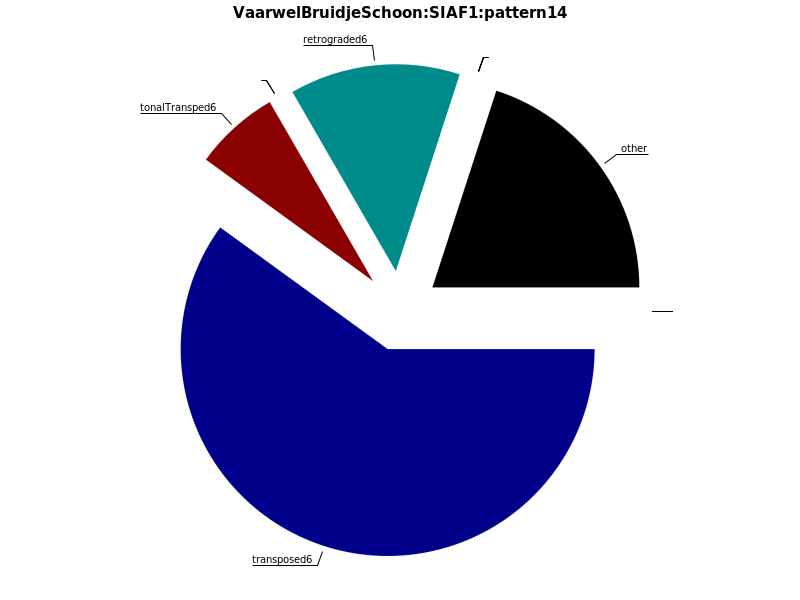 VaarwelBruidjeSchoon:SIAF1:pattern14
retrograded6
tonalTransped6
other
transposed6